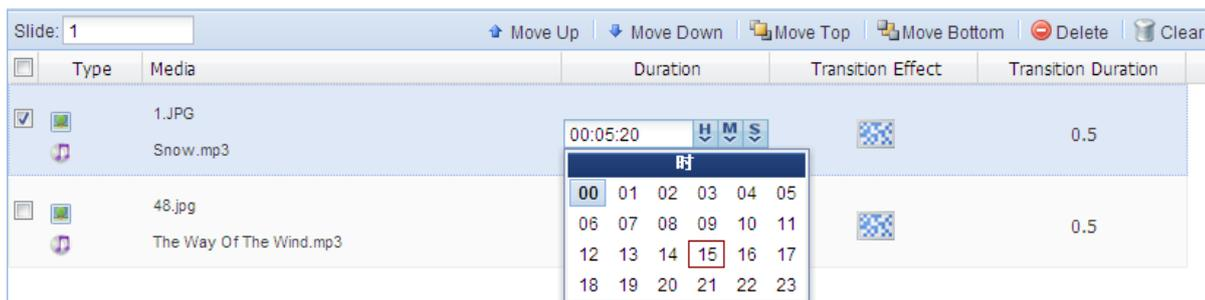 Slide: 1 Move Up Move Down Move Top Move Bottom Delete Clear
Type Media Duration Transition Effect Transition Duration
1.JPG
00:05:20 H M S 0.5
Snow.mp3
时
00 01 02 03 04 05
48.jpg
06 07 08 09 10 11
0.5
The Way Of The Wind.mp3
12 13 14 15 16 17
18 19 20 21 22 23